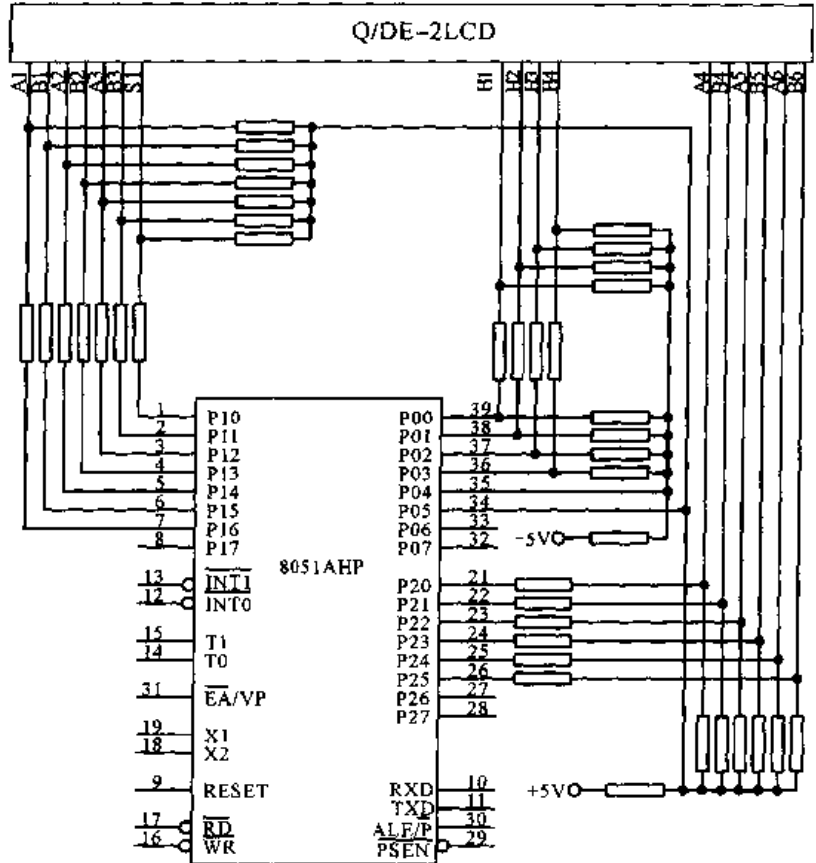 Q/DE-2LCD
A1 B1 A2 B2 A3 B3 S1 H1 H2 H3 H4 A4 B4 A5 B5 A6 B6
1 P10 P00 39
2 P11 P01 38
3 P12 P02 37
4 P13 P03 36
5 P14 P04 35
6 P15 P05 34
7 P16 P06 33
8 P17 P07 32
-5V
8051AHP
13 INT1 P20 21
12 INT0 P21 22
P22 23
15 T1 P23 24
14 T0 P24 25
P25 26
31 EA/VP P26 27
P27 28
19 X1
18 X2
9 RESET RXD 10
+5V
TXD 11
17 RD ALE/P 30
16 WR PSEN 29